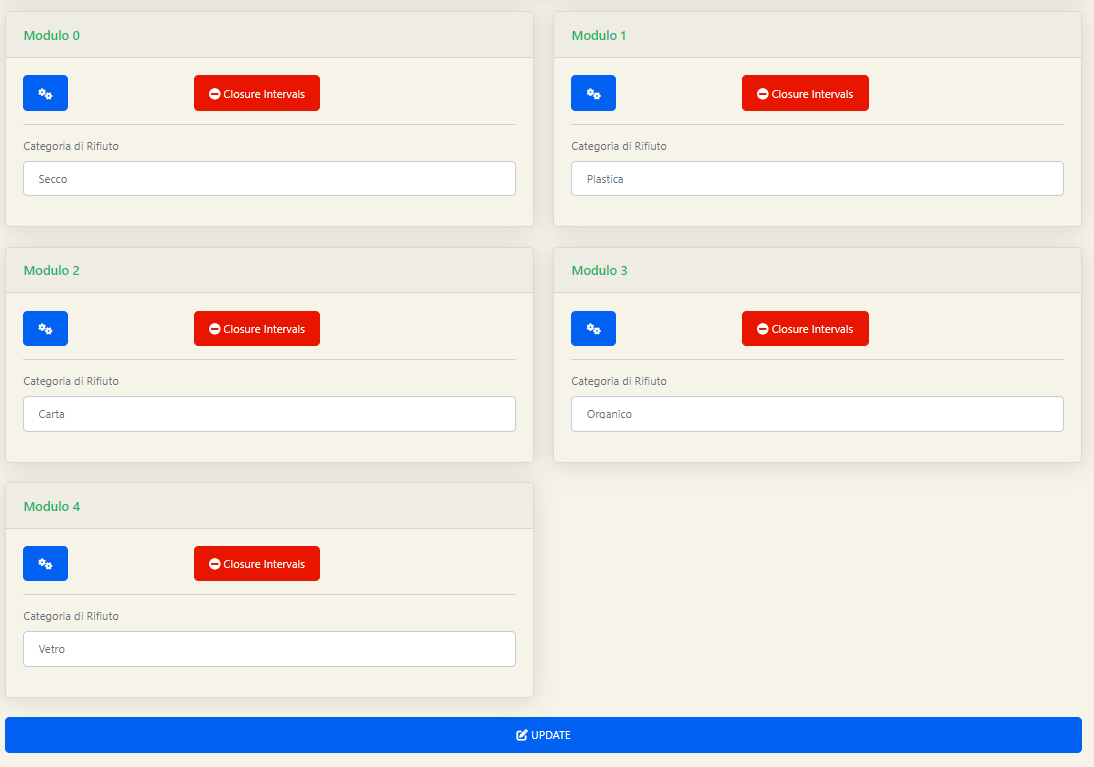 Modulo 0
Closure Intervals
Categoria di Rifiuto
Secco
Modulo 1
Closure Intervals
Categoria di Rifiuto
Plastica
Modulo 2
Closure Intervals
Categoria di Rifiuto
Carta
Modulo 3
Closure Intervals
Categoria di Rifiuto
Organico
Modulo 4
Closure Intervals
Categoria di Rifiuto
Vetro
UPDATE